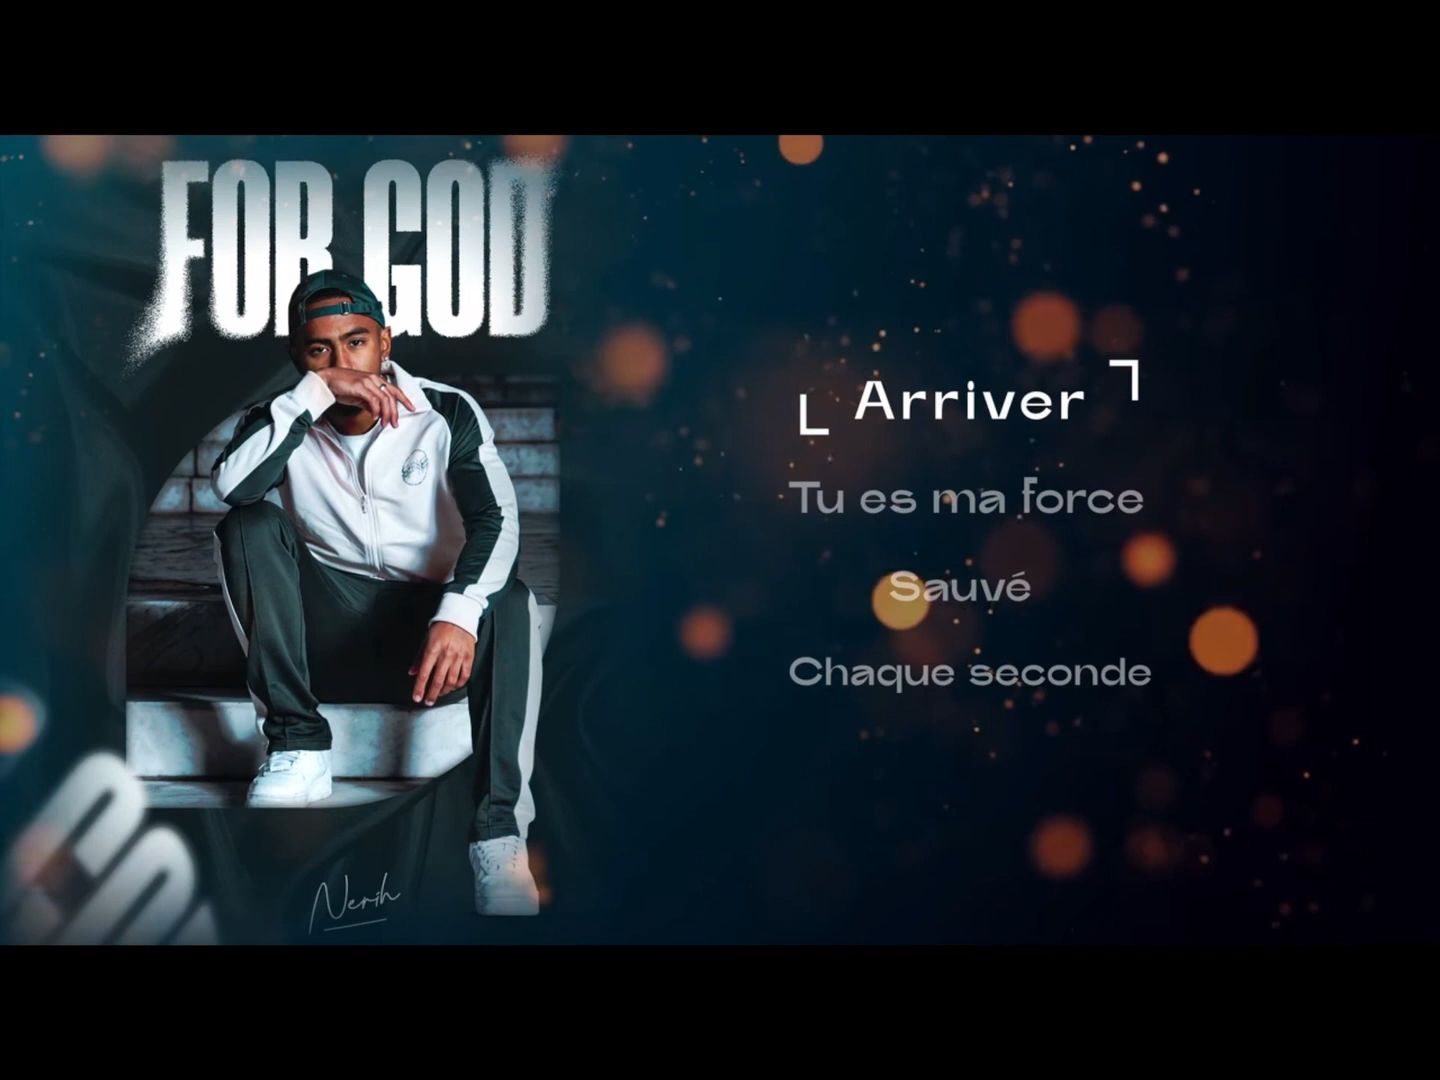 FOR GOD
Arriver
Tu es ma force
Sauvé
Chaque seconde
Nerih